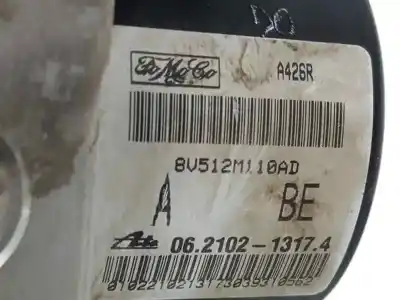 FoMoCo A426R
8V512M110AD
A BE
Ate 06.2102-1317.4